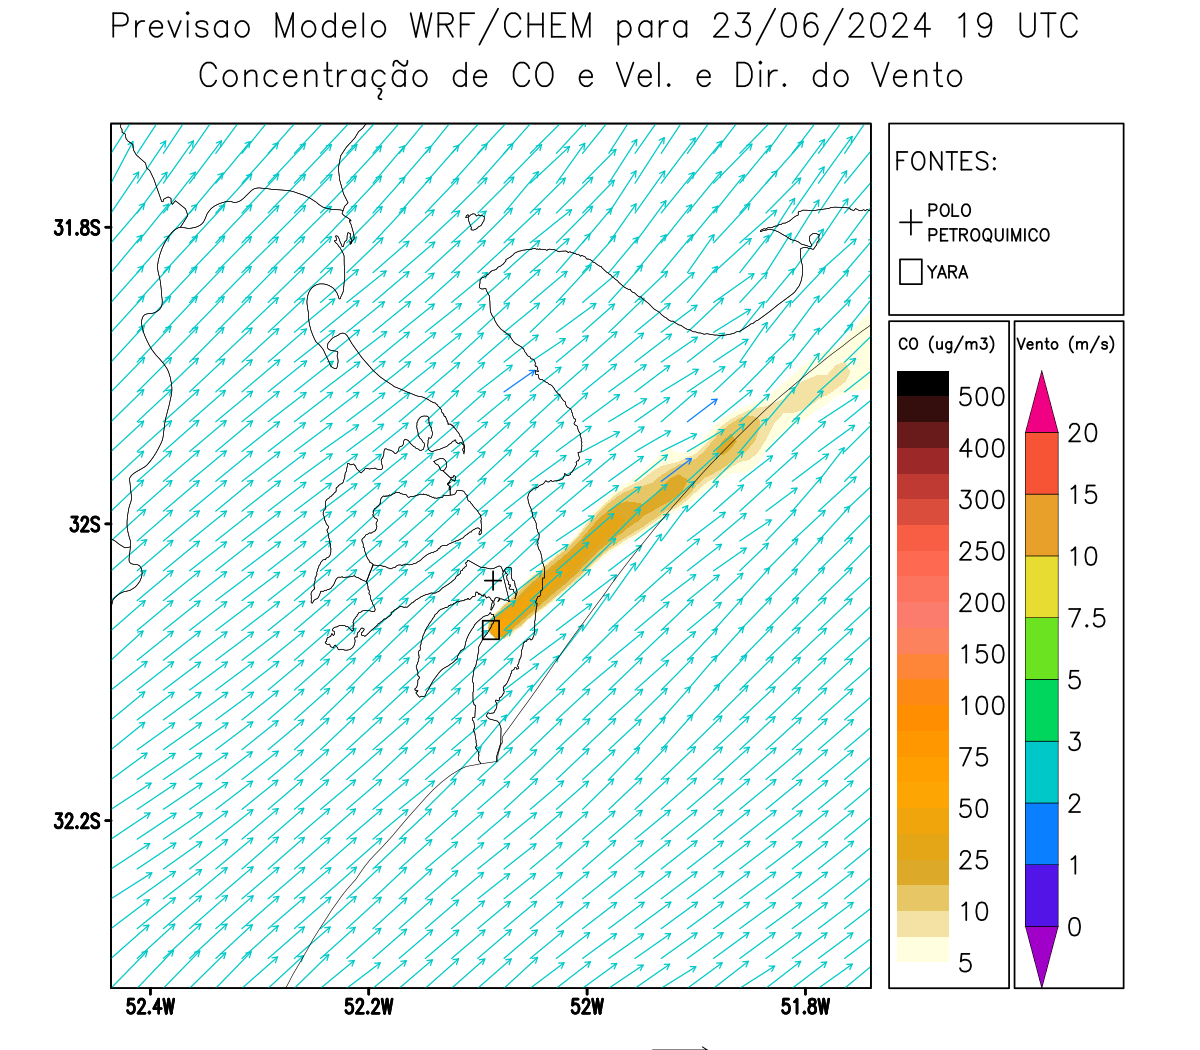 Previsao Modelo WRF/CHEM para 23/06/2024 19 UTC
Concentração de CO e Vel. e Dir. do Vento
FONTES:
POLO
PETROQUIMICO
YARA
31.8S
32S
32.2S
52.4W
52.2W
52W
51.8W
CO (ug/m3)
500
400
300
250
200
150
100
75
50
25
10
5
Vento (m/s)
20
15
10
7.5
5
3
2
1
0